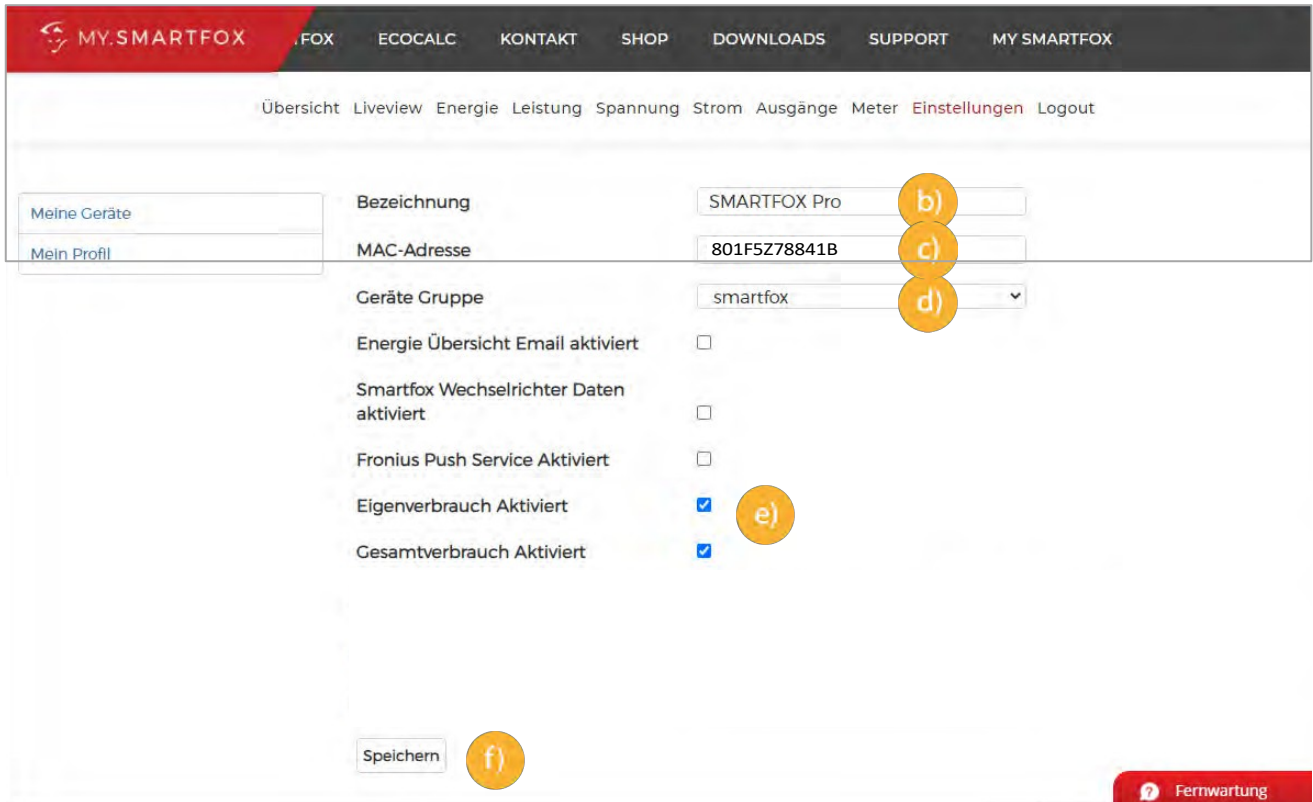 MY.SMARTFOX FOX ECOCALC KONTAKT SHOP DOWNLOADS SUPPORT MY SMARTFOX
Übersicht Liveview Energie Leistung Spannung Strom Ausgänge Meter Einstellungen Logout
Meine Geräte
Mein Profil
Bezeichnung SMARTFOX Pro b)
MAC-Adresse 801F5Z78841B c)
Geräte Gruppe smartfox d)
Energie Übersicht Email aktiviert
Smartfox Wechselrichter Daten
aktiviert
Fronius Push Service Aktiviert
Eigenverbrauch Aktiviert e)
Gesamtverbrauch Aktiviert
Speichern f)
Fernwartung